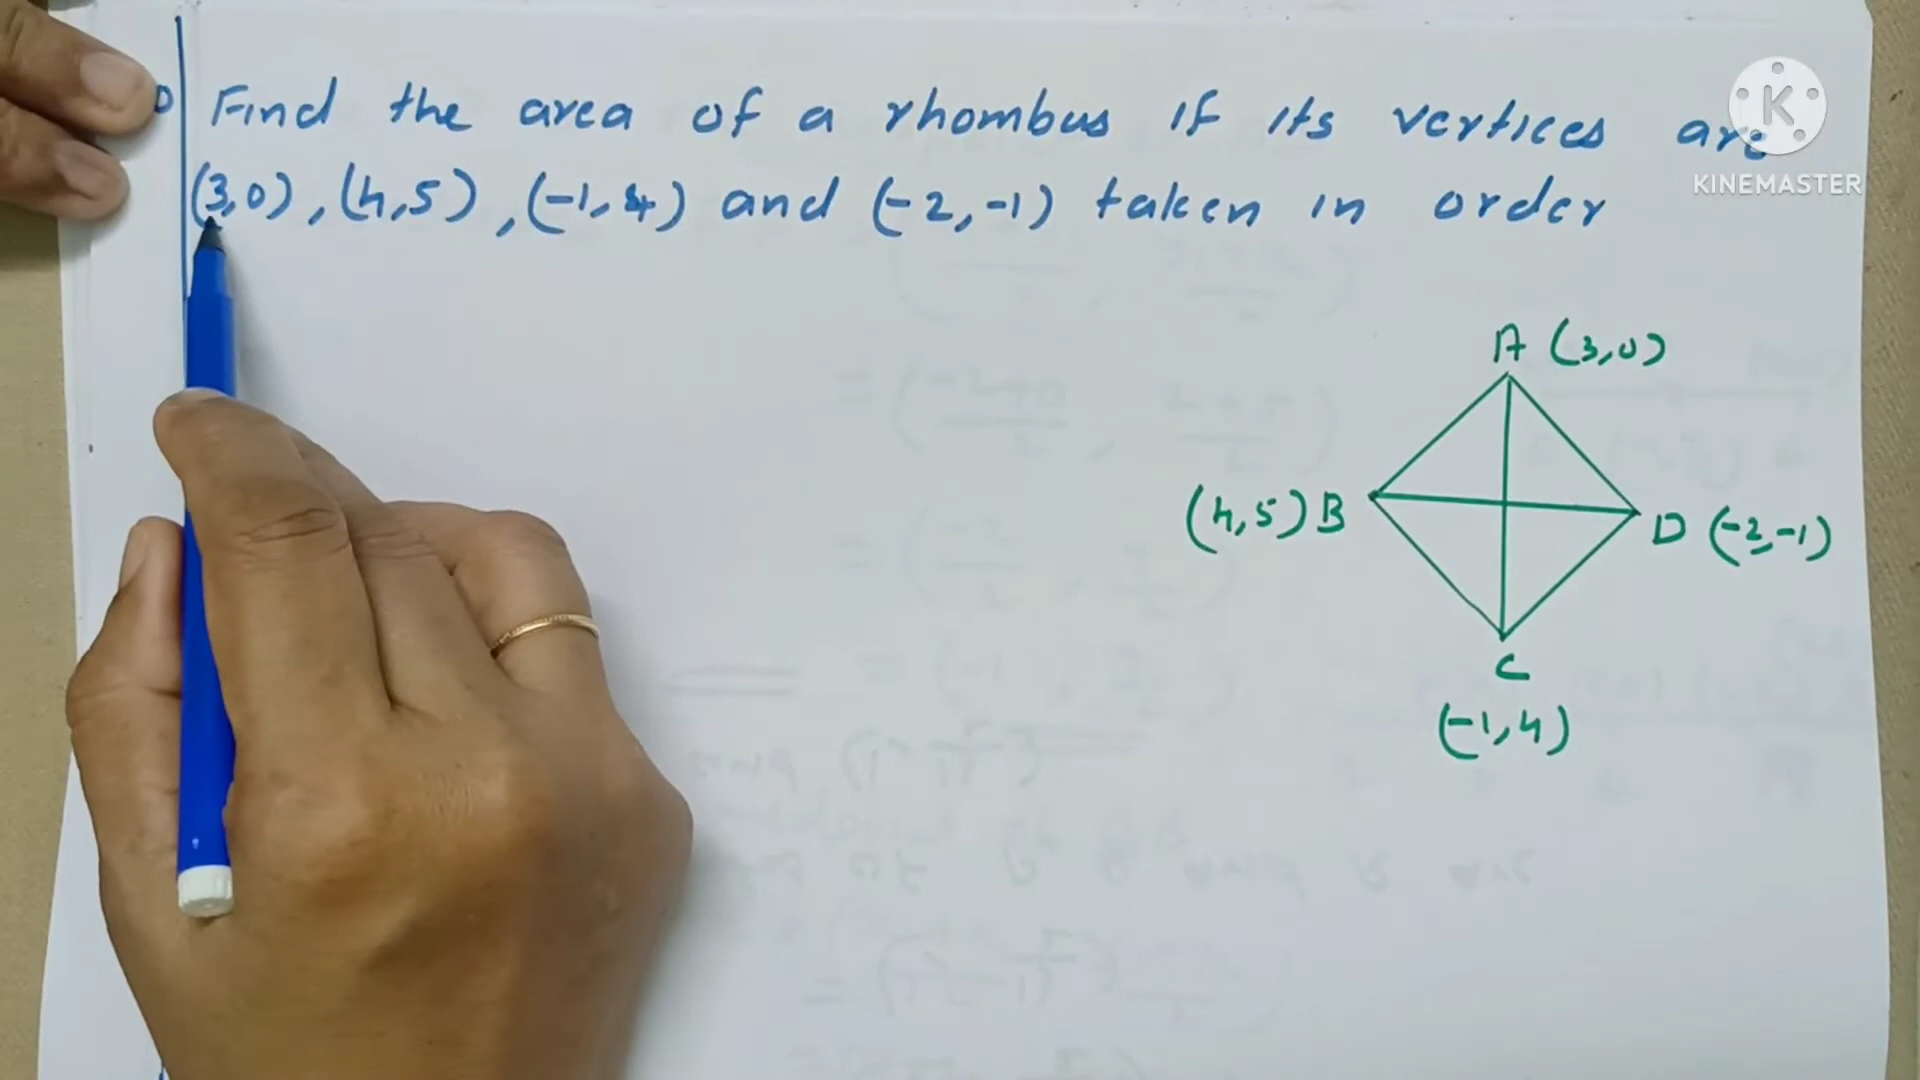 Find the area of a rhombus if its vertices are
(3,0), (4,5), (-1,4) and (-2,-1) taken in order
K
KINEMASTER
A (3,0)
(4,5) B
D (-2,-1)
C
(-1,4)